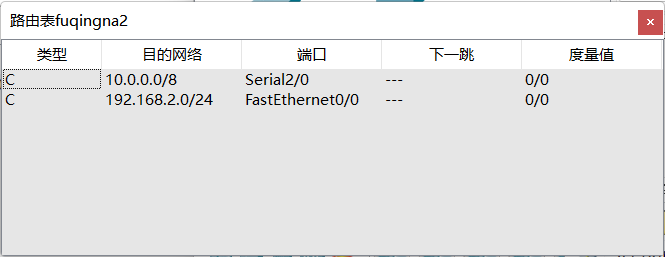 路由表fuqingna2
类型 目的网络 端口 下一跳 度量值
C 10.0.0.0/8 Serial2/0 --- 0/0
C 192.168.2.0/24 FastEthernet0/0 --- 0/0